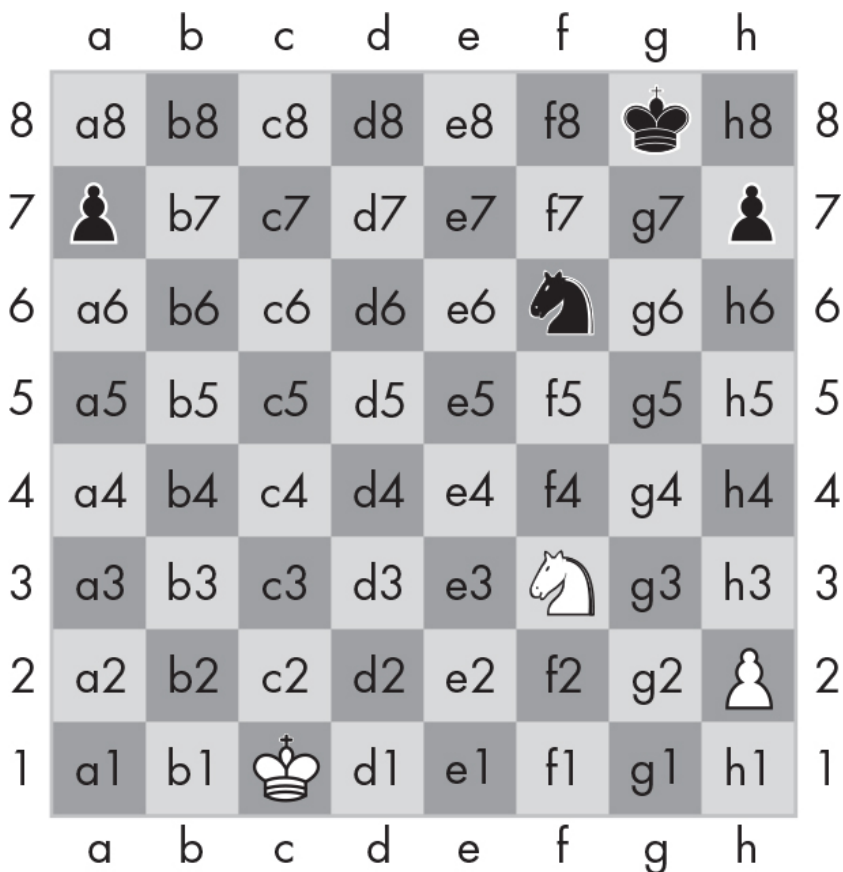 a b c d e f g h
8 a8 b8 c8 d8 e8 f8 h8 8
7 b7 c7 d7 e7 f7 g7 7
6 a6 b6 c6 d6 e6 g6 h6 6
5 a5 b5 c5 d5 e5 f5 g5 h5 5
4 a4 b4 c4 d4 e4 f4 g4 h4 4
3 a3 b3 c3 d3 e3 g3 h3 3
2 a2 b2 c2 d2 e2 f2 g2 2
1 a1 b1 d1 e1 f1 g1 h1 1
a b c d e f g h